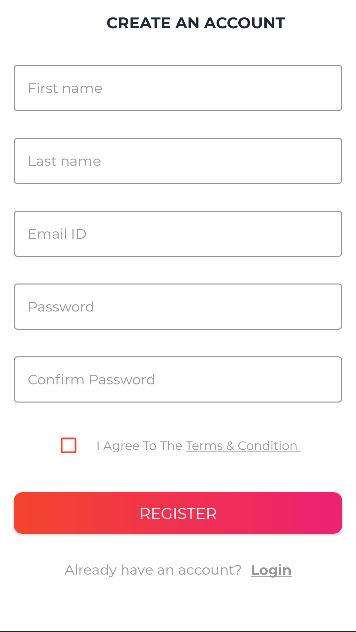 CREATE AN ACCOUNT
First name
Last name
Email ID
Password
Confirm Password
I Agree To The Terms & Condition
REGISTER
Already have an account? Login